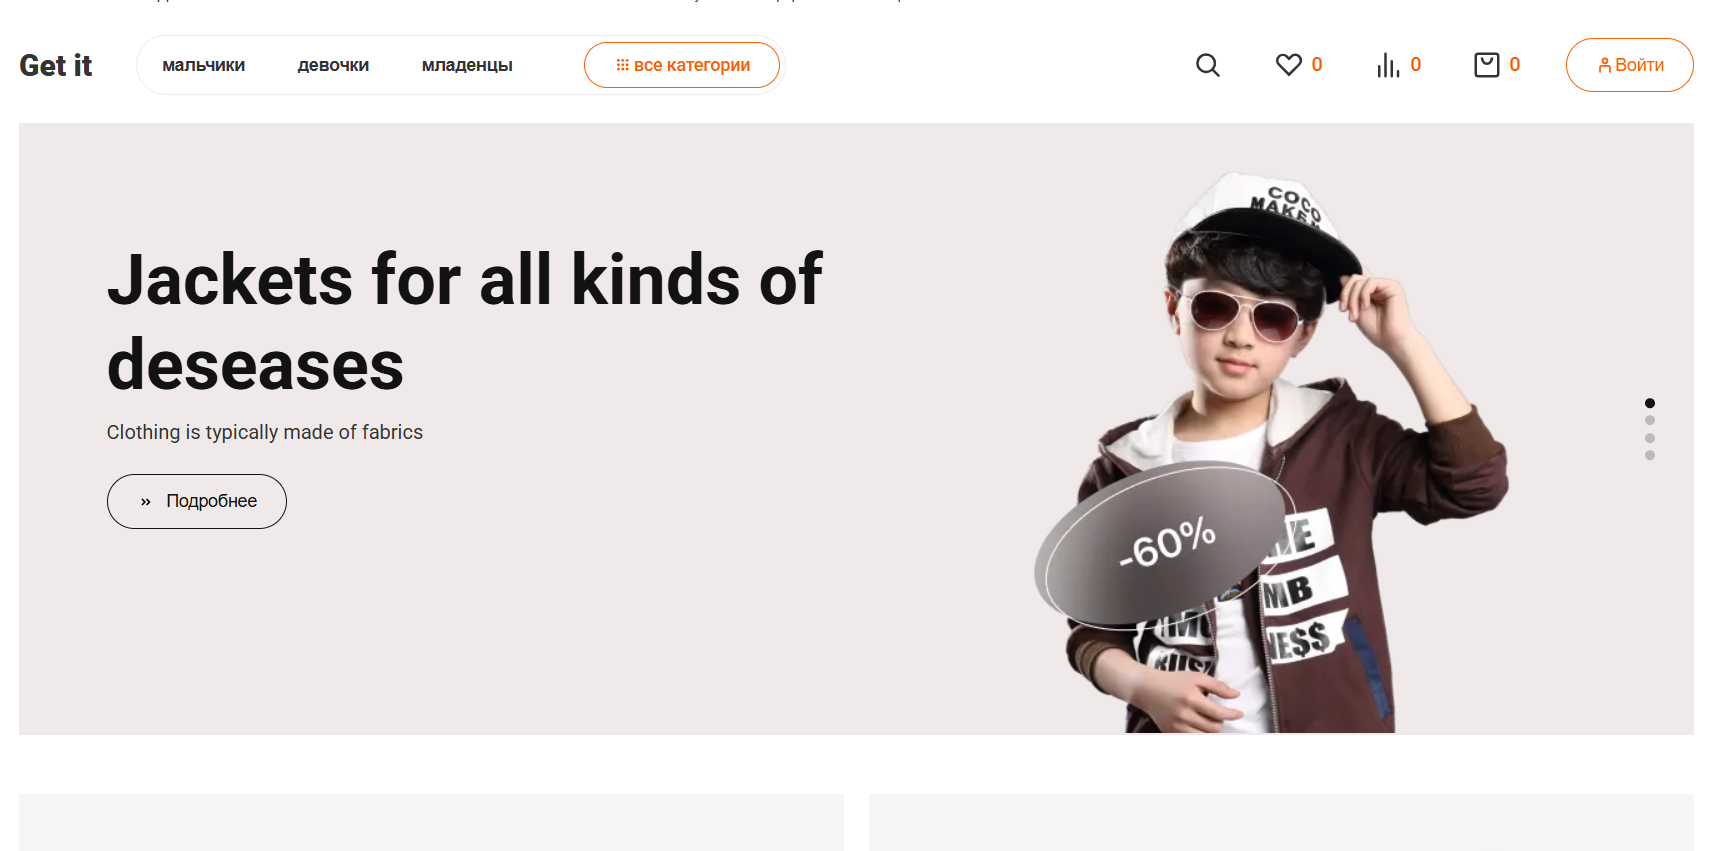 Get it
мальчики
девочки
младенцы
все категории
0
0
0
Войти
COCO
Jackets for all kinds of
deseases
Clothing is typically made of fabrics
Подробнее
-60%